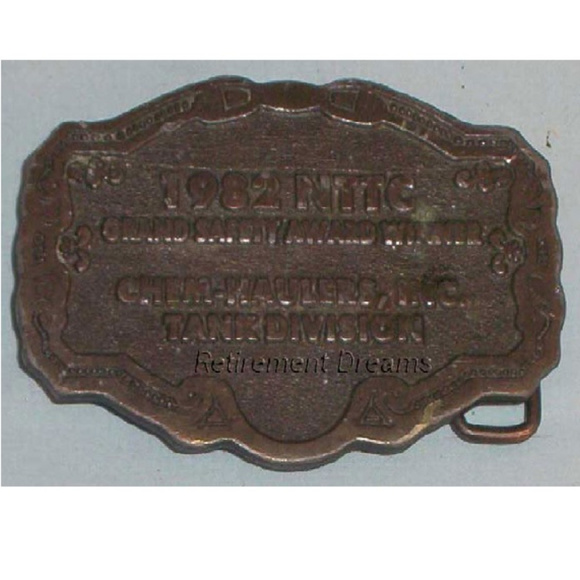 1982 NTTC
GRAND SAFETY AWARD WINNER
CHEM-HAULERS, INC.
TANK DIVISION
Retirement Dreams